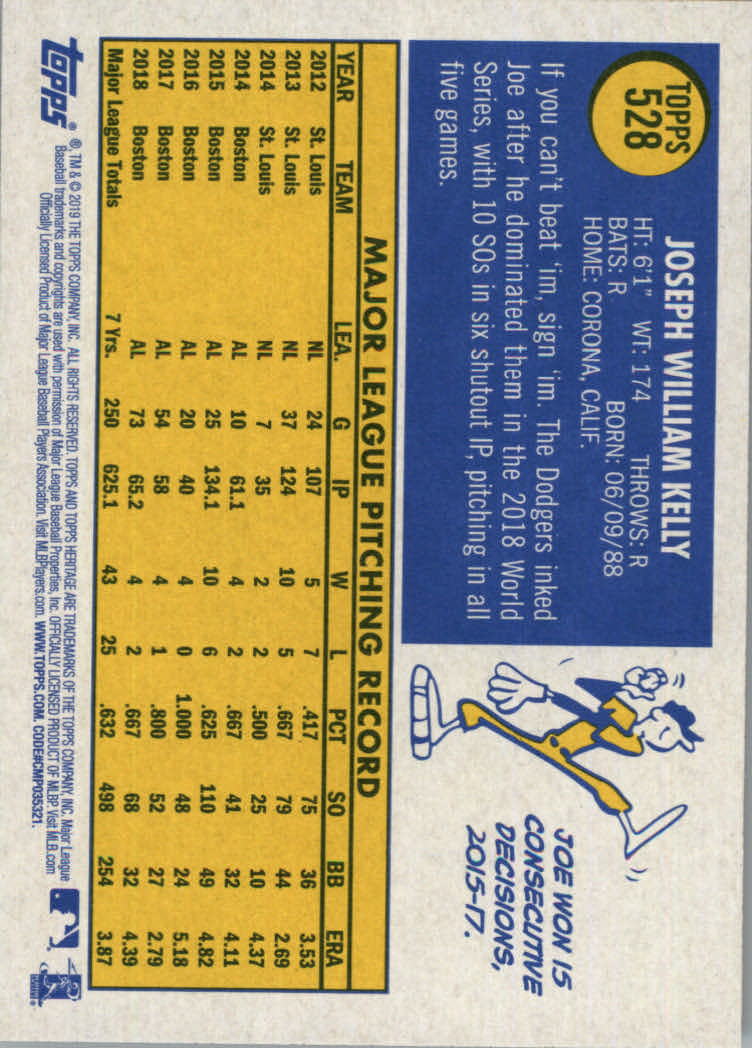 TOPPS
528
JOSEPH WILLIAM KELLY
HT: 6'1" WT: 174 THROWS: R
BATS: R BORN: 06/09/88
HOME: CORONA, CALIF.
If you can't beat 'im, sign 'im. The Dodgers inked
Joe after he dominated them in the 2018 World
Series, with 10 SOs in six shutout IP, pitching in all
five games.
JOE WON 15
CONSECUTIVE
DECISIONS,
2015-17.
MAJOR LEAGUE PITCHING RECORD
YEAR TEAM LEA. G IP W L PCT SO BB ERA
2012 St. Louis NL 24 107 5 7 .417 75 36 3.53
2013 St. Louis NL 37 124 10 5 .667 79 44 2.69
2014 St. Louis NL 7 35 2 2 .500 25 10 4.37
2014 Boston AL 10 61.1 4 2 .667 41 32 4.11
2015 Boston AL 25 134.1 10 6 .625 110 49 4.82
2016 Boston AL 20 40 4 0 1.000 48 24 5.18
2017 Boston AL 54 58 4 1 .800 52 27 2.79
2018 Boston AL 73 65.2 4 2 .667 68 32 4.39
Major League Totals 7 Yrs. 250 625.1 43 25 .632 498 254 3.87
topps ® ®, TM & © 2019 THE TOPPS COMPANY, INC. ALL RIGHTS RESERVED. TOPPS AND TOPPS HERITAGE ARE TRADEMARKS OF THE TOPPS COMPANY, INC. Major League
Baseball trademarks and copyrights are used with permission of Major League Baseball Properties, Inc. OFFICIALLY LICENSED PRODUCT OF MLBP. Visit MLB.com
Officially Licensed Product of Major League Baseball Players Association. Visit MLBPlayers.com. WWW.TOPPS.COM. CODE#CMP035321.